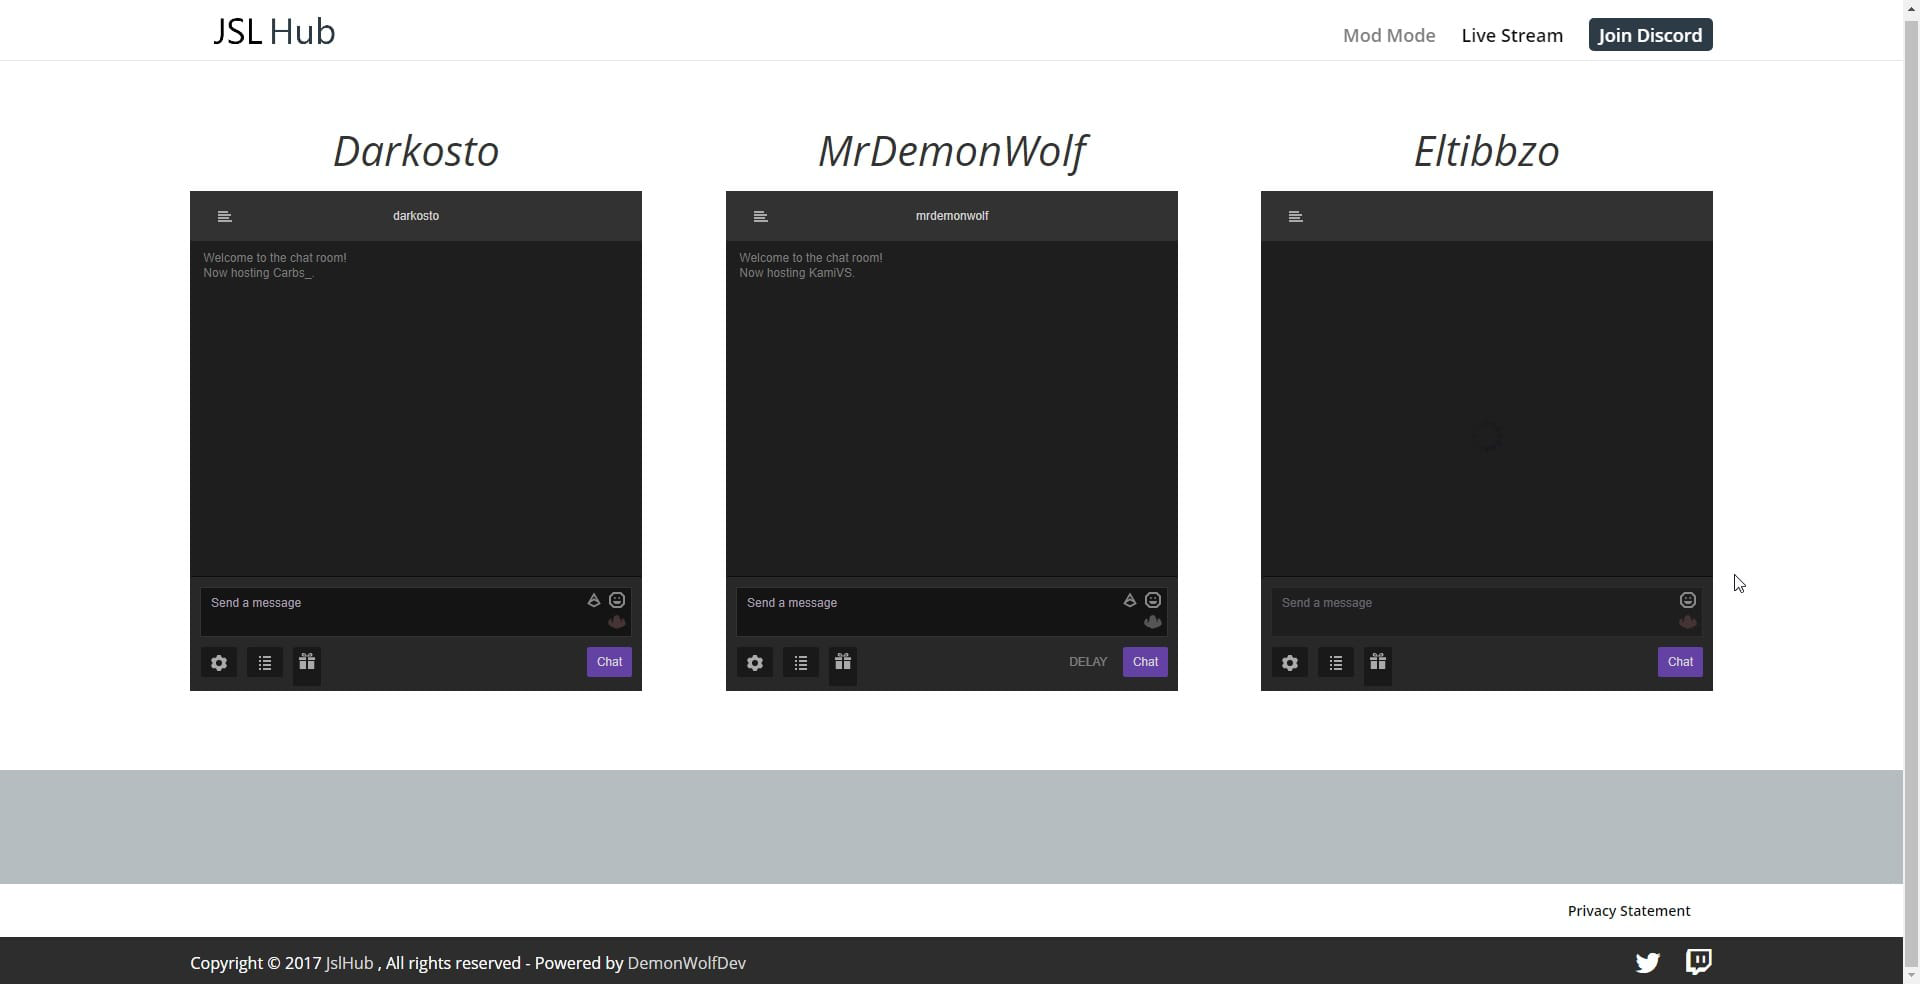 JSL Hub
Mod Mode
Live Stream
Join Discord
Darkosto
MrDemonWolf
Eltibbzo
darkosto
Welcome to the chat room!
Now hosting Carbs_.
Send a message
Chat
mrdemonwolf
Welcome to the chat room!
Now hosting KamiVS.
Send a message
DELAY
Chat
Send a message
Chat
Privacy Statement
Copyright © 2017 JslHub , All rights reserved - Powered by DemonWolfDev